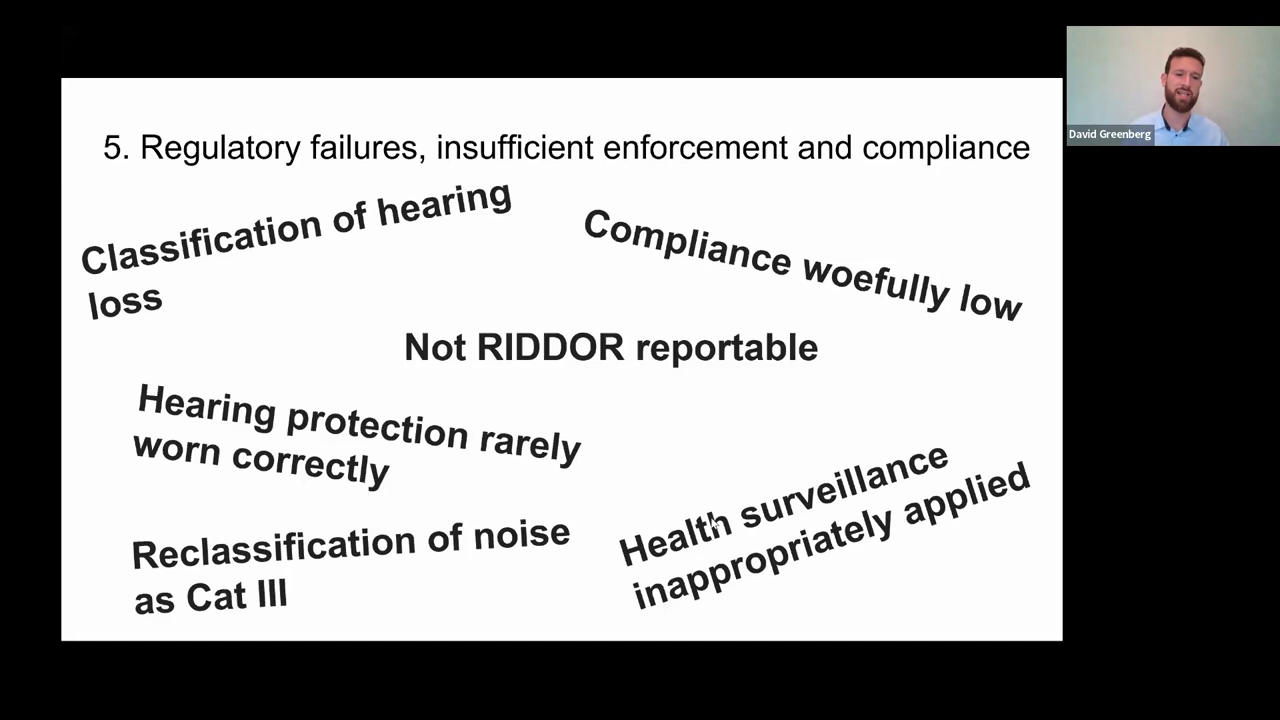 5. Regulatory failures, insufficient enforcement and compliance
Classification of hearing
loss
Compliance woefully low
Not RIDDOR reportable
Hearing protection rarely
worn correctly
Health surveillance
inappropriately applied
Reclassification of noise
as Cat III
David Greenberg